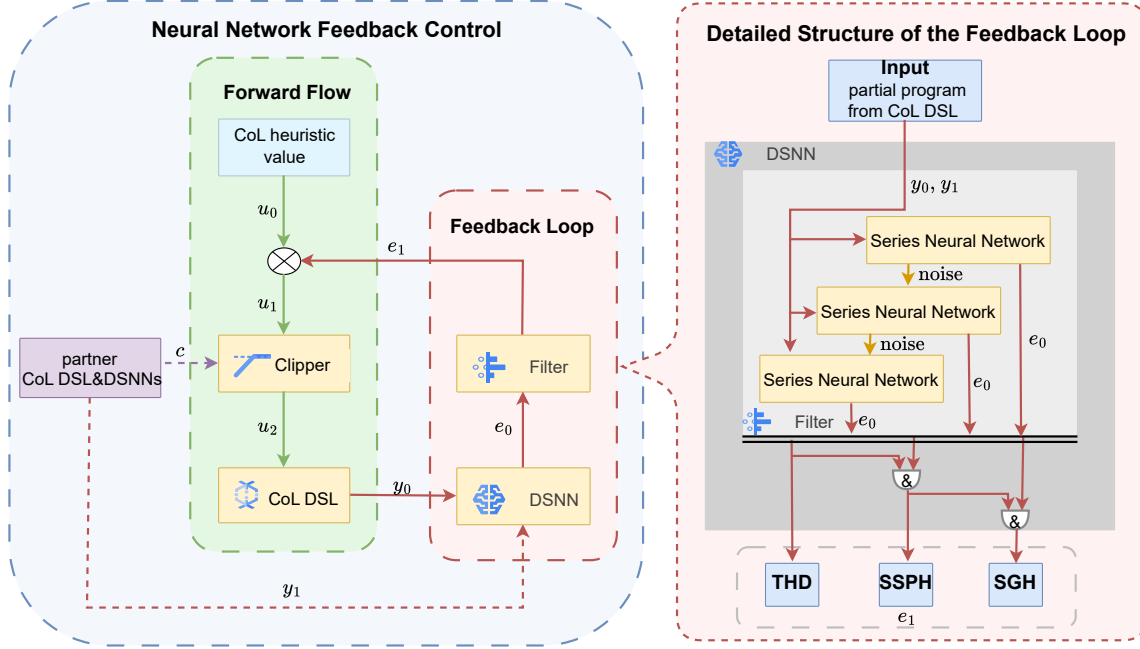 Neural Network Feedback Control
Forward Flow
CoL heuristic
value
u0
e1
u1
Feedback Loop
partner
CoL DSL&DSNNs
c
Clipper
Filter
u2
e0
CoL DSL
y0
DSNN
y1
Detailed Structure of the Feedback Loop
Input
partial program
from CoL DSL
DSNN
y0, y1
Series Neural Network
noise
Series Neural Network
noise
e0
Series Neural Network
e0
Filter
e0
&
&
THD
SSPH
SGH
e1